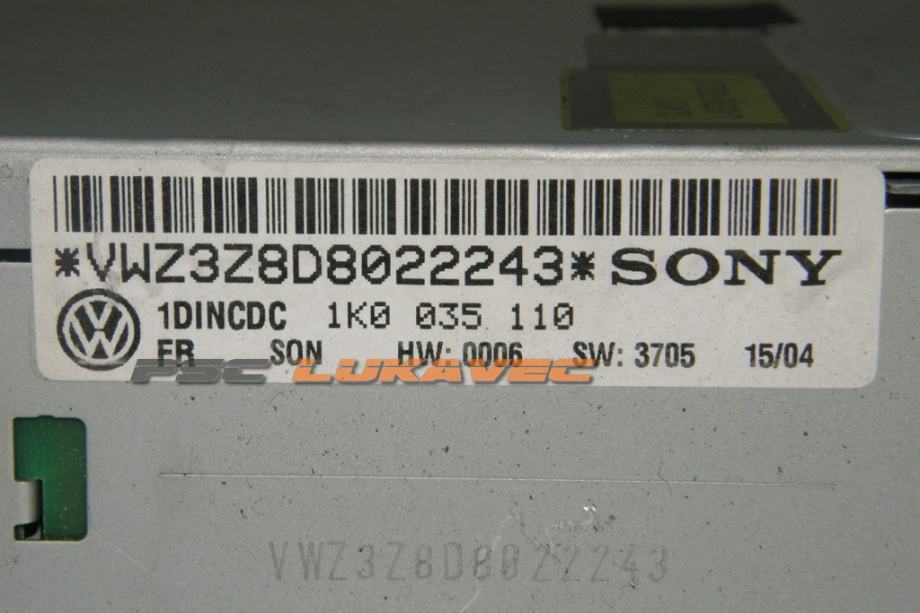 *VWZ3Z8D8022243* SONY
1DINCDC 1K0 035 110
FR SON HW: 0006 SW: 3705 15/04
PSC LUKAVEC
VWZ3Z8D8022243